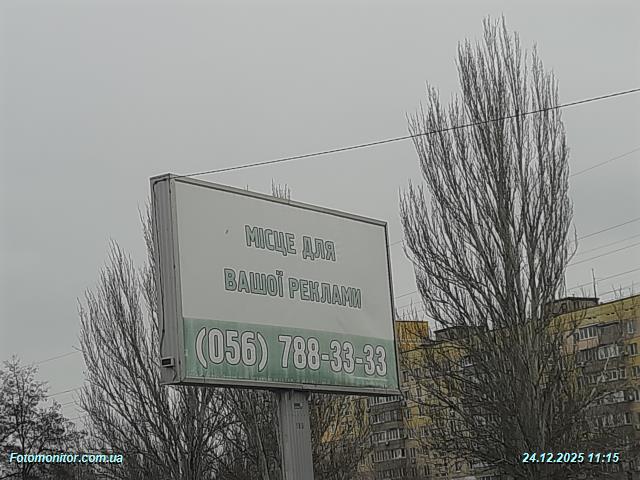 МІСЦЕ ДЛЯ
ВАШОЇ РЕКЛАМИ
(056) 788-33-33
Fotomonitor.com.ua
24.12.2025 11:15